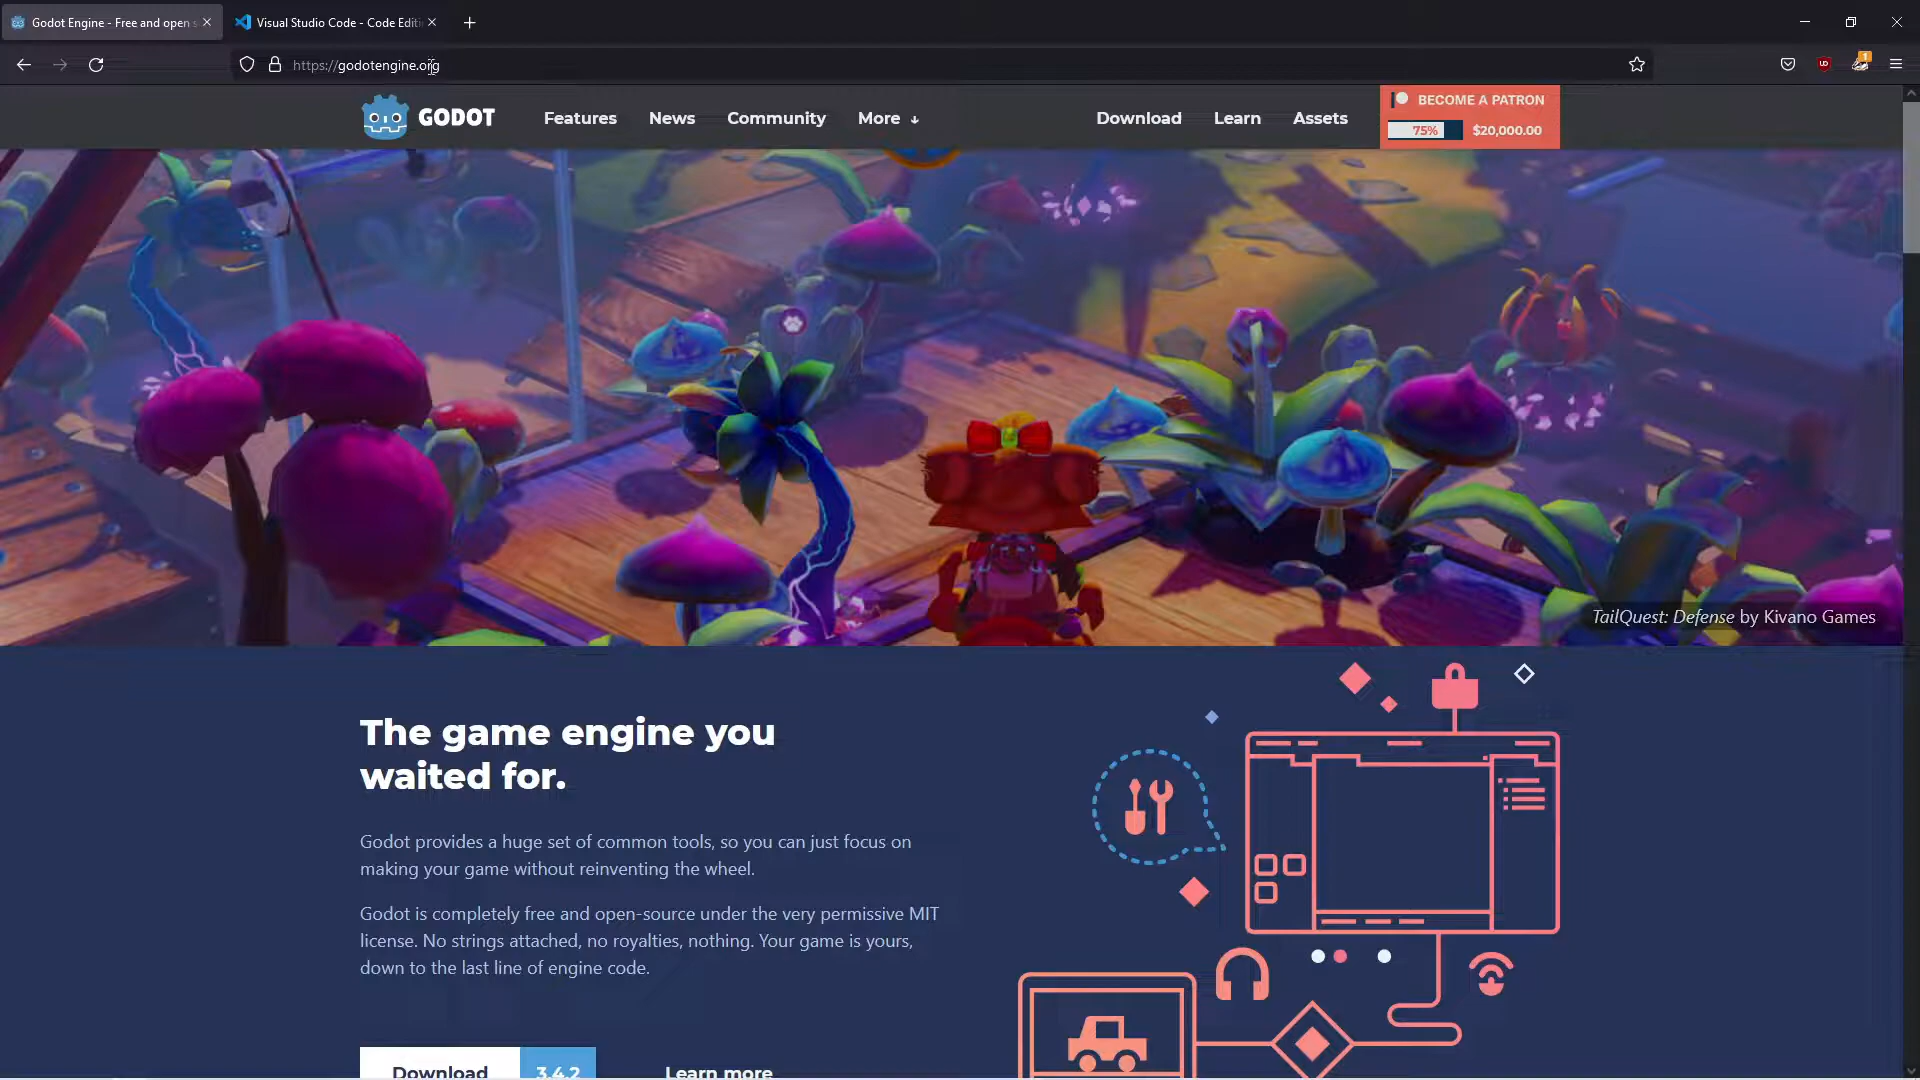 Godot Engine - Free and open s
Visual Studio Code - Code Editi
https://godotengine.org
1
GODOT
Features
News
Community
More ↓
Download
Learn
Assets
BECOME A PATRON
75%
$20,000.00
TailQuest: Defense by Kivano Games
The game engine you
waited for.
Godot provides a huge set of common tools, so you can just focus on
making your game without reinventing the wheel.
Godot is completely free and open-source under the very permissive MIT
license. No strings attached, no royalties, nothing. Your game is yours,
down to the last line of engine code.
Download
3.4.2
Learn more